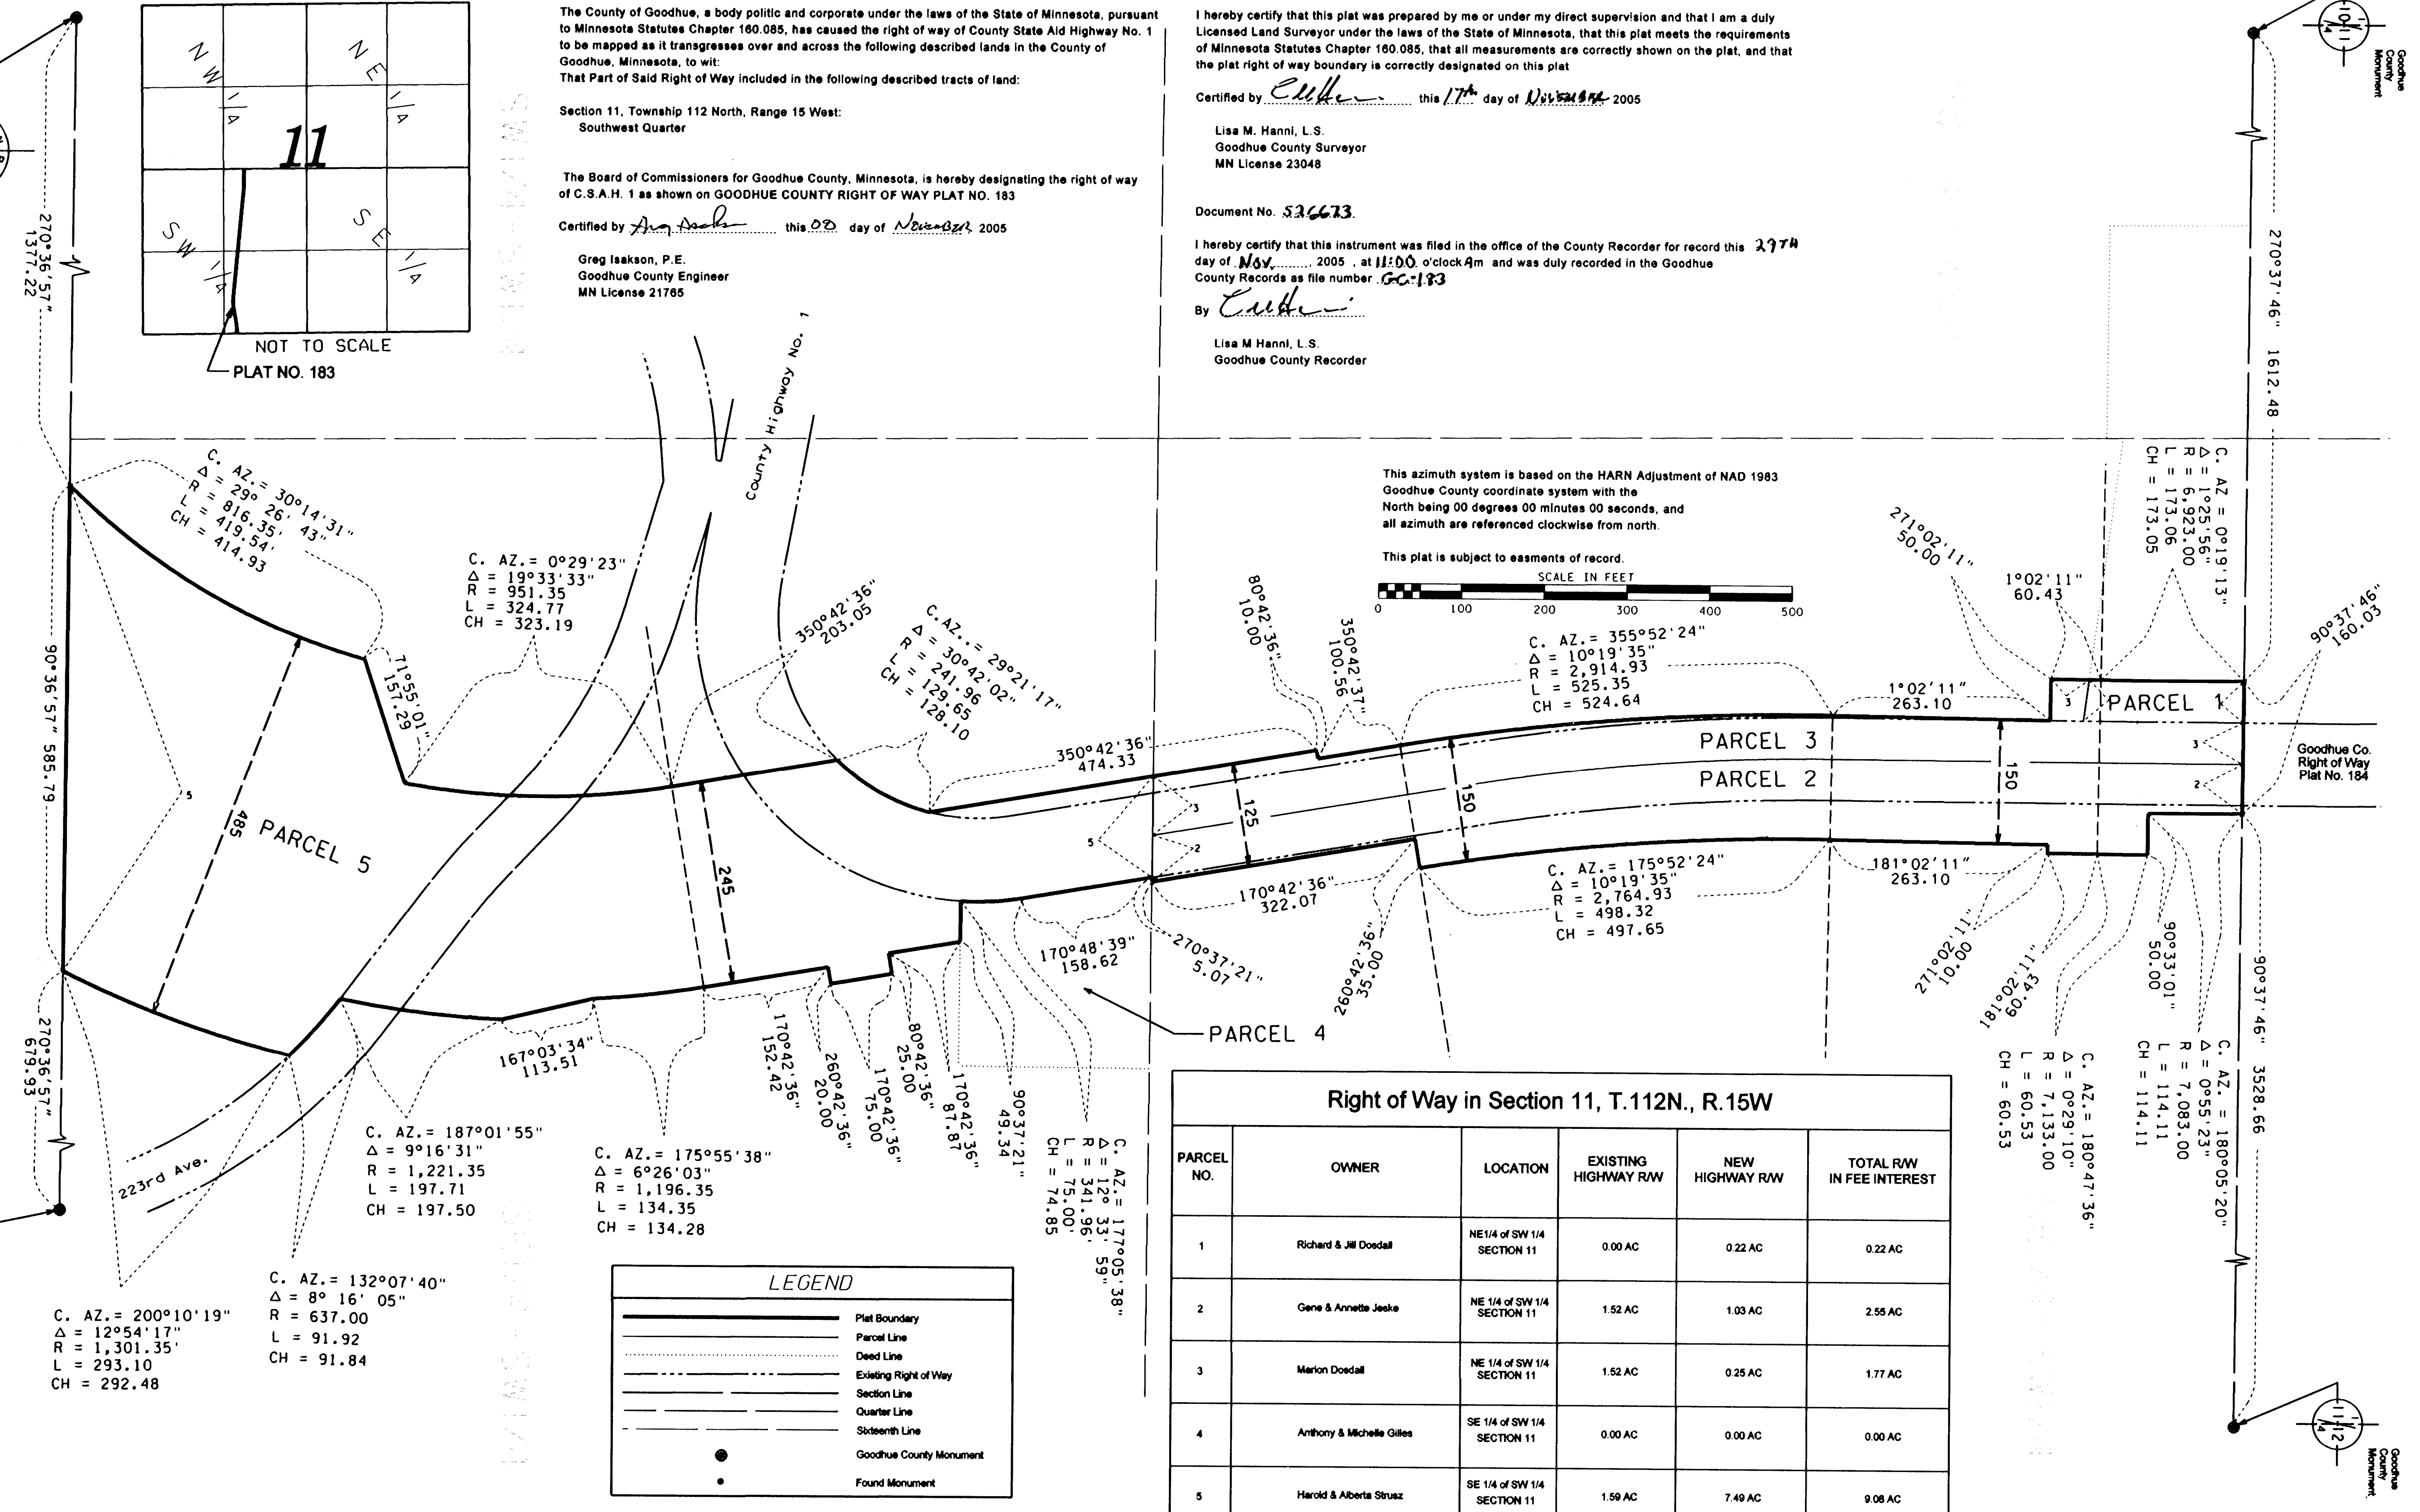 NW
1/4
NE
1/4
11
SW
1/4
SE
1/4
NOT TO SCALE
PLAT NO. 183
The County of Goodhue, a body politic and corporate under the laws of the State of Minnesota, pursuant
to Minnesota Statutes Chapter 160.085, has caused the right of way of County State Aid Highway No. 1
to be mapped as it transgresses over and across the following described lands in the County of
Goodhue, Minnesota, to wit:
That Part of Said Right of Way included in the following described tracts of land:
Section 11, Township 112 North, Range 15 West:
Southwest Quarter
The Board of Commissioners for Goodhue County, Minnesota, is hereby designating the right of way
of C.S.A.H. 1 as shown on GOODHUE COUNTY RIGHT OF WAY PLAT NO. 183
Certified by this day of November 2005
Greg Isakson, P.E.
Goodhue County Engineer
MN License 21765
I hereby certify that this plat was prepared by me or under my direct supervision and that I am a duly
Licensed Land Surveyor under the laws of the State of Minnesota, that this plat meets the requirements
of Minnesota Statutes Chapter 160.085, that all measurements are correctly shown on the plat, and that
the plat right of way boundary is correctly designated on this plat
Certified by this 17th day of November 2005
Lisa M. Hanni, L.S.
Goodhue County Surveyor
MN License 23048
Document No. 526673
I hereby certify that this instrument was filed in the office of the County Recorder for record this 29TH
day of Nov. , 2005 , at 11:00 o'clock Am and was duly recorded in the Goodhue
County Records as file number GC-183
By
Lisa M Hanni, L.S.
Goodhue County Recorder
10 11
1/4
Goodhue
County
Monument
270°36'57"
1377.22
270°37'46" 1612.48
County Highway No. 1
This azimuth system is based on the HARN Adjustment of NAD 1983
Goodhue County coordinate system with the
North being 00 degrees 00 minutes 00 seconds, and
all azimuth are referenced clockwise from north.
This plat is subject to easments of record.
SCALE IN FEET
0 100 200 300 400 500
C. AZ.= 30°14'31"
Δ = 29° 26' 43"
R = 816.35'
L = 419.54'
CH = 414.93
C. AZ.= 0°29'23"
Δ = 19°33'33"
R = 951.35
L = 324.77
CH = 323.19
71°55'01"
157.29
350°42'36"
203.05
C.AZ..= 29°21'17"
Δ = 30°42'02"
R = 241.96
L = 129.65
CH = 128.10
350°42'36"
474.33
80°42'36"
10.00
350°42'37"
100.56
C. AZ.= 355°52'24"
Δ = 10°19'35"
R = 2,914.93
L = 525.35
CH = 524.64
1°02'11"
263.10
271°02'11"
50.00
1°02'11"
60.43
C. AZ = 0°19'13"
Δ = 1°25'56"
R = 6,923.00
L = 173.06
CH = 173.05
90°37'46"
160.03
90°36'57" 585.79
5
485
PARCEL 5
245
5
3
2
125
150
PARCEL 3
PARCEL 2
150
3
PARCEL 1
3
2
Goodhue Co.
Right of Way
Plat No. 184
270°36'57"
679.93
223rd Ave.
C. AZ.= 200°10'19"
Δ = 12°54'17"
R = 1,301.35'
L = 293.10
CH = 292.48
C. AZ.= 132°07'40"
Δ = 8° 16' 05"
R = 637.00
L = 91.92
CH = 91.84
C. AZ.= 187°01'55"
Δ = 9°16'31"
R = 1,221.35
L = 197.71
CH = 197.50
167°03'34"
113.51
C. AZ.= 175°55'38"
Δ = 6°26'03"
R = 1,196.35
L = 134.35
CH = 134.28
170°42'36"
152.42
260°42'36"
20.00
170°42'36"
75.00
80°42'36"
25.00
170°42'36"
87.87
90°37'21"
49.34
C. AZ.= 177°05'38"
Δ = 12° 33' 59"
R = 341.96'
L = 75.00'
CH = 74.85
170°48'39"
158.62
270°37'21"
5.07
PARCEL 4
170°42'36"
322.07
260°42'36"
35.00
C. AZ.= 175°52'24"
Δ = 10°19'35"
R = 2,764.93
L = 498.32
CH = 497.65
181°02'11"
263.10
271°02'11"
10.00
181°02'11"
60.43
C. AZ.= 180°47'36"
Δ = 0°29'10"
R = 7,133.00
L = 60.53
CH = 60.53
90°33'01"
50.00
C. AZ. = 180°05'20"
Δ = 0°55'23"
R = 7,083.00
L = 114.11
CH = 114.11
90°37'46" 3528.66
11 12
1/4
Goodhue
County
Monument
LEGEND
Plat Boundary
Parcel Line
Deed Line
Existing Right of Way
Section Line
Quarter Line
Sixteenth Line
Goodhue County Monument
Found Monument
Right of Way in Section 11, T.112N., R.15W
PARCEL NO. OWNER LOCATION EXISTING HIGHWAY R/W NEW HIGHWAY R/W TOTAL R/W IN FEE INTEREST
1 Richard & Jill Dosdall NE1/4 of SW 1/4 SECTION 11 0.00 AC 0.22 AC 0.22 AC
2 Gene & Annette Jeske NE 1/4 of SW 1/4 SECTION 11 1.52 AC 1.03 AC 2.55 AC
3 Marion Dosdall NE 1/4 of SW 1/4 SECTION 11 1.52 AC 0.25 AC 1.77 AC
4 Anthony & Michelle Gilles SE 1/4 of SW 1/4 SECTION 11 0.00 AC 0.00 AC 0.00 AC
5 Harold & Alberta Strusz SE 1/4 of SW 1/4 SECTION 11 1.59 AC 7.49 AC 9.08 AC